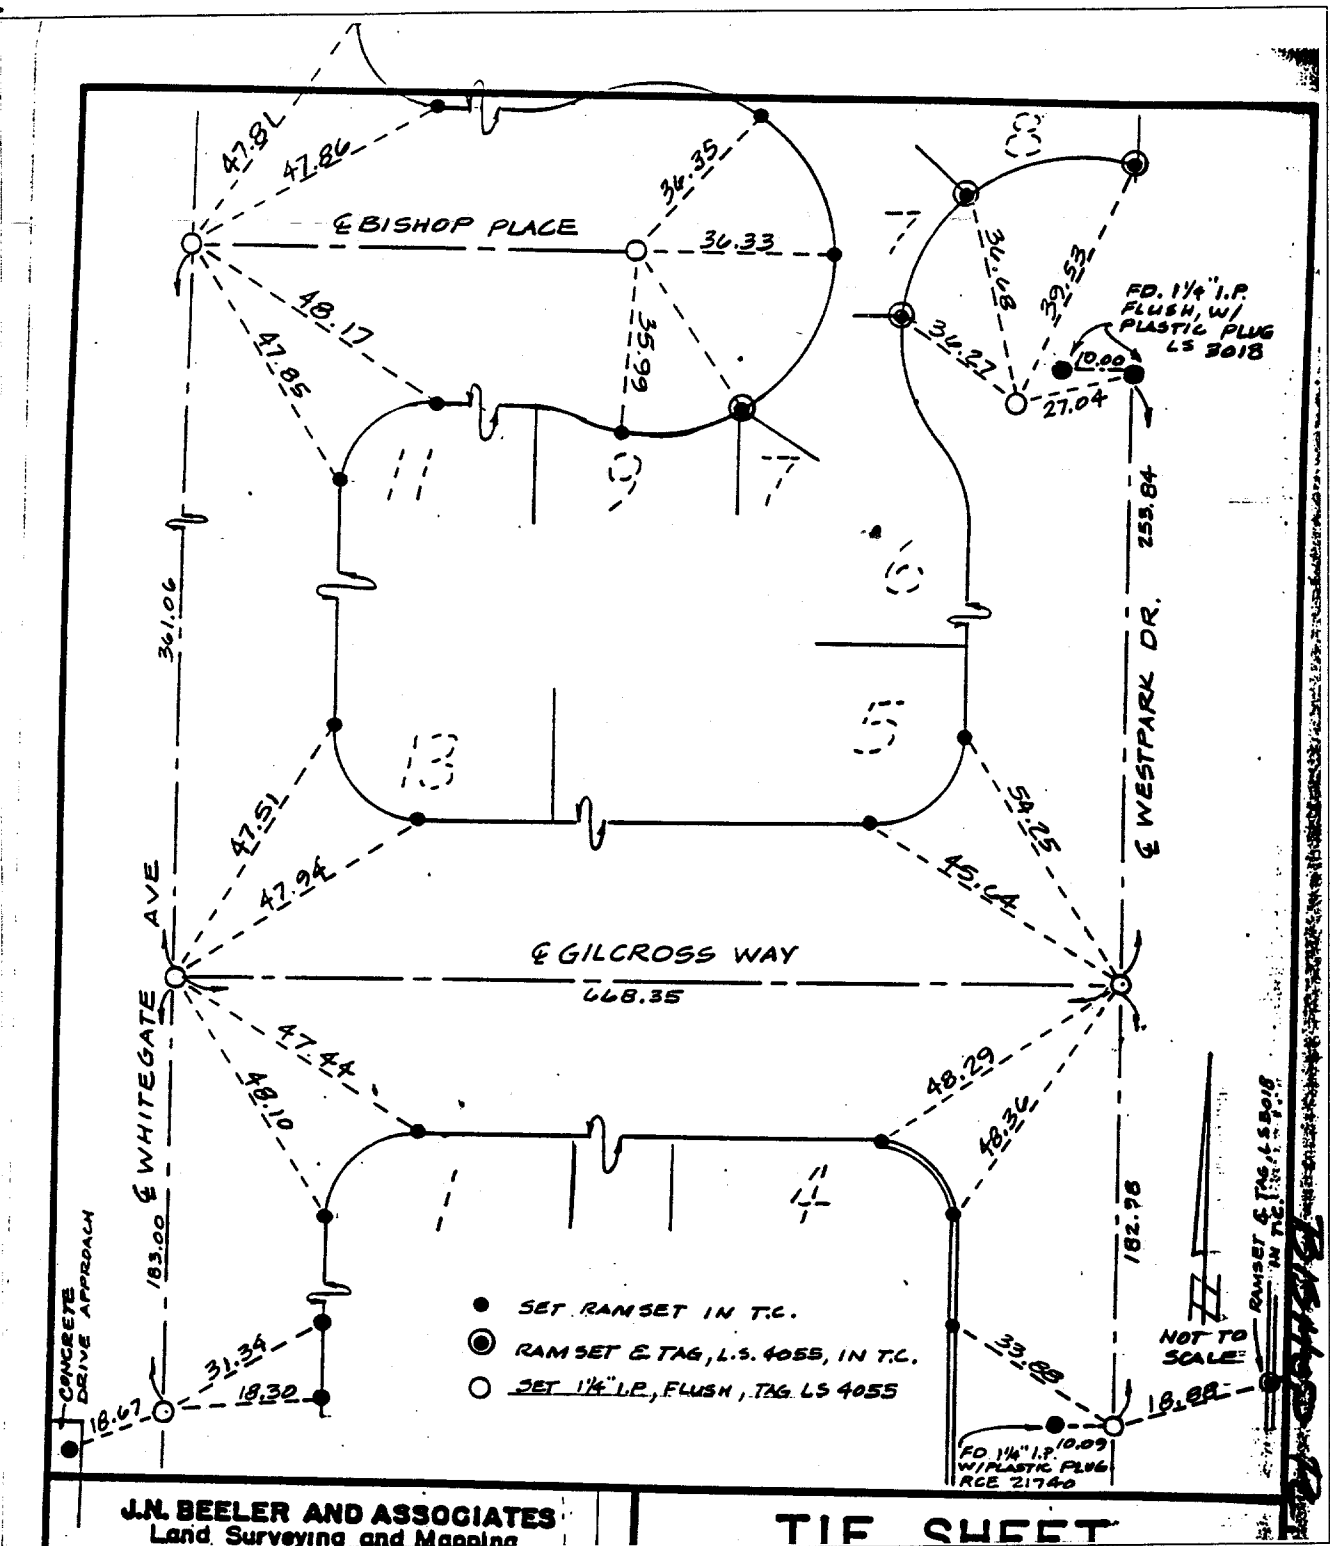 47.81
47.86
36.35
8
℄ BISHOP PLACE
36.33
7
36.68
39.53
FD. 1¼" I.P.
FLUSH, W/
PLASTIC PLUG
LS 3018
48.17
47.85
35.99
36.27
10.00
27.04
11
9
7
253.84
6
361.06
℄ WESTPARK DR.
13
5
47.51
47.94
54.25
45.64
℄ WHITEGATE AVE
℄ GILCROSS WAY
668.35
47.44
48.10
48.29
48.36
1
4
182.98
183.00
RAMSET & TAG, LS 3018
IN T.C.
CONCRETE
DRIVE APPROACH
SET RAMSET IN T.C.
RAMSET & TAG, L.S. 4055, IN T.C.
SET 1¼" I.P., FLUSH, TAG LS 4055
NOT TO
SCALE
31.34
18.30
18.67
33.88
18.88
10.09
FD 1¼" I.P.
W/PLASTIC PLUG
RCE 21740
J.N. BEELER AND ASSOCIATES
Land Surveying and Mapping
TIE SHEET